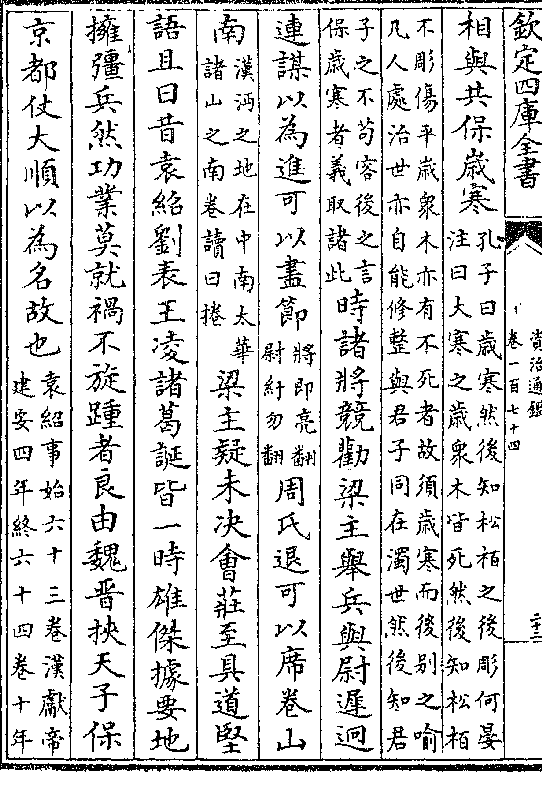 欽定四庫全書
資治通鑑
卷一百七十四
相與共保歲寒
孔子曰歲寒然後知松栢之後彫何晏
注曰大寒之歲衆木皆死然後知松栢
不彫傷平歲衆木亦有不死者故須歲寒而後别之喻
凡人處治世亦自能修整與君子同在濁世然後知君
子之不苟容後之言
保歲寒者義取諸此
時諸將競勸梁主舉兵與尉遲迥
連謀以為進可以盡節
將即亮翻
尉紆勿翻
周氏退可以席卷山
南
漢沔之地在中南太華
諸山之南卷讀曰捲
梁主疑未決會莊至具道堅
語且曰昔袁紹劉表王凌諸葛誕皆一時雄傑據要地
擁彊兵然功業莫就禍不旋踵者良由魏晉挾天子保
京都仗大順以為名故也
袁紹事始六十三卷漢獻帝
建安四年終六十四卷十年